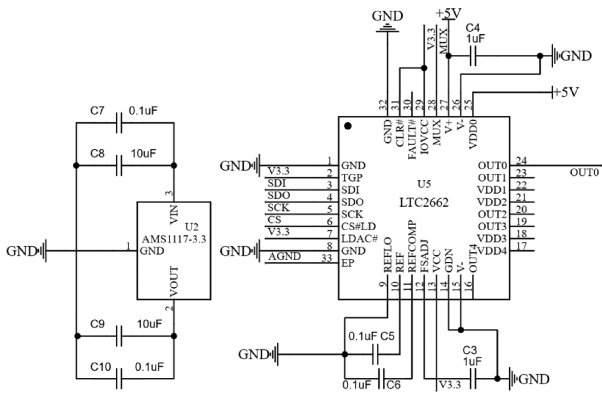 GND
V3.3
MUX
+5V
C4
1uF
GND
+5V
32
31
30
29
28
27
26
25
GND
CLR#
FAULT#
IOVCC
MUX
V+
V-
VDD0
C7 0.1uF
C8 10uF
3
VIN
U2
AMS1117-3.3
GND 1 GND
VOUT
2
C9 10uF
C10 0.1uF
GND 1 GND
V3.3 2 TGP
SDI 3 SDI
SDO 4 SDO
SCK 5 SCK
CS 6 CS#LD
V3.3 7 LDAC#
GND 8 GND
AGND 33 EP
U5
LTC2662
OUT0 24 OUT0
OUT1 23
VDD1 22
VDD2 21
OUT2 20
OUT3 19
VDD3 18
VDD4 17
REFLO
REF
REFCOMP
FSADJ
VCC
GDN
V-
OUT4
9
10
11
12
13
14
15
16
0.1uF C5
GND
0.1uF C6
V3.3
C3
1uF
GND